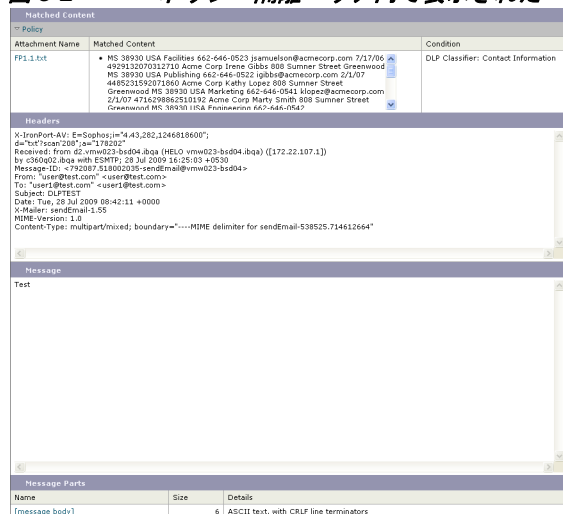 Matched Content
Policy
Attachment Name Matched Content Condition
FP1.1.txt
MS 38930 USA Facilities 662-646-0523 jsamuelson@acmecorp.com 7/17/06
4929132070312710 Acme Corp Irene Gibbs 808 Sumner Street Greenwood
MS 38930 USA Publishing 662-646-0522 igibbs@acmecorp.com 2/1/07
4485231592071860 Acme Corp Kathy Lopez 808 Sumner Street
Greenwood MS 38930 USA Marketing 662-646-0541 klopez@acmecorp.com
2/1/07 4716298862510192 Acme Corp Marty Smith 808 Sumner Street
Greenwood MS 38930 USA Engineering 662-646-0542
DLP Classifier: Contact Information
Headers
X-IronPort-AV: E=Sophos;i="4.43,282,1246818600";
d="txt'?scan'208";a="178202"
Received: from d2.vmw023-bsd04.ibqa (HELO vmw023-bsd04.ibqa) ([172.22.107.1])
by c360q02.ibqa with ESMTP; 28 Jul 2009 16:25:03 +0530
Message-ID: <792087.518002035-sendEmail@vmw023-bsd04>
From: "user@test.com" <user@test.com>
To: "user1@test.com" <user1@test.com>
Subject: DLPTEST
Date: Tue, 28 Jul 2009 08:42:11 +0000
X-Mailer: sendEmail-1.55
MIME-Version: 1.0
Content-Type: multipart/mixed; boundary="----MIME delimiter for sendEmail-538525.714612664"
Message
Test
Message Parts
Name Size Details
[message body] 6 ASCII text, with CRLF line terminators